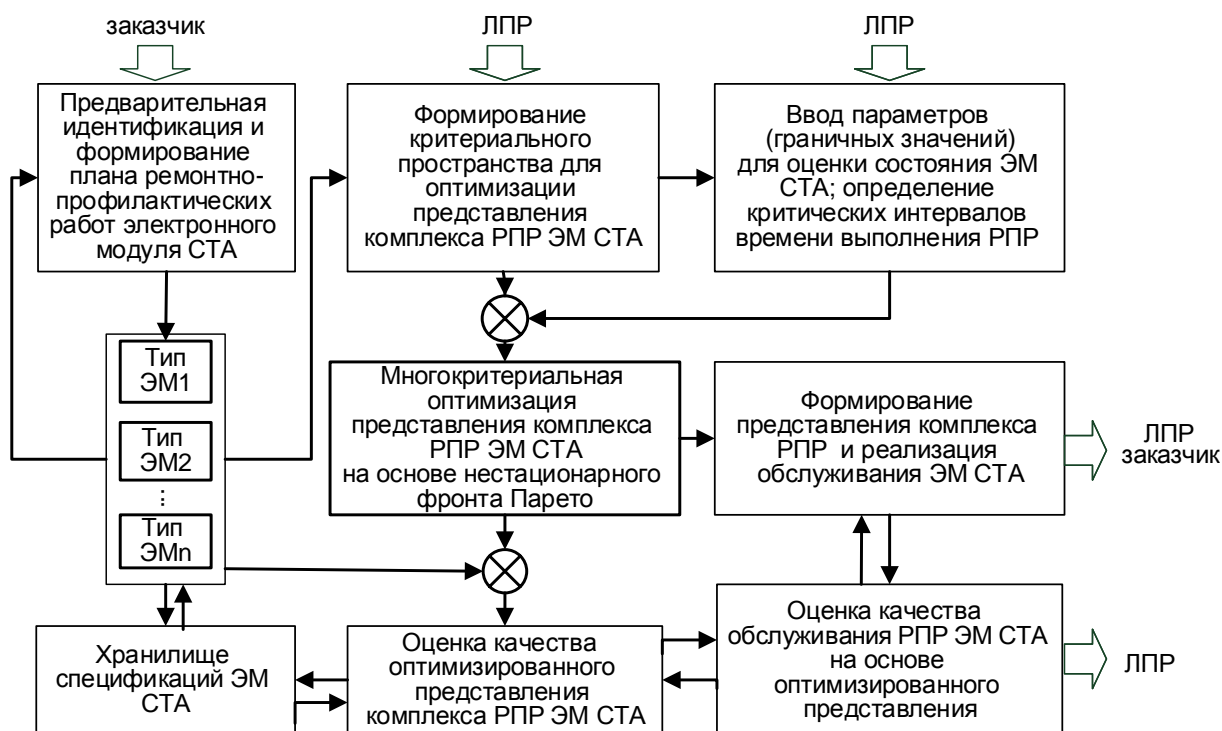 заказчик
ЛПР
ЛПР
Предварительная
идентификация и
формирование
плана ремонтно-
профилактических
работ электронного
модуля СТА
Формирование
критериального
пространства для
оптимизации
представления
комплекса РПР ЭМ СТА
Ввод параметров
(граничных значений)
для оценки состояния ЭМ
СТА; определение
критических интервалов
времени выполнения РПР
Тип
ЭМ1
Тип
ЭМ2
...
Тип
ЭМn
Многокритериальная
оптимизация
представления комплекса
РПР ЭМ СТА
на основе нестационарного
фронта Парето
Формирование
представления комплекса
РПР и реализация
обслуживания ЭМ СТА
ЛПР
заказчик
Хранилище
спецификаций ЭМ
СТА
Оценка качества
оптимизированного
представления
комплекса РПР ЭМ СТА
Оценка качества
обслуживания РПР ЭМ СТА
на основе
оптимизированного
представления
ЛПР